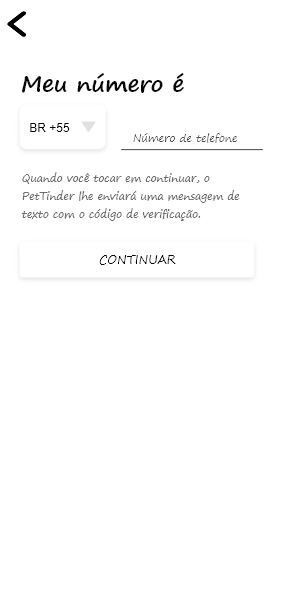 Meu número é
BR +55
Número de telefone
Quando você tocar em continuar, o
PetTinder lhe enviará uma mensagem de
texto com o código de verificação.
CONTINUAR